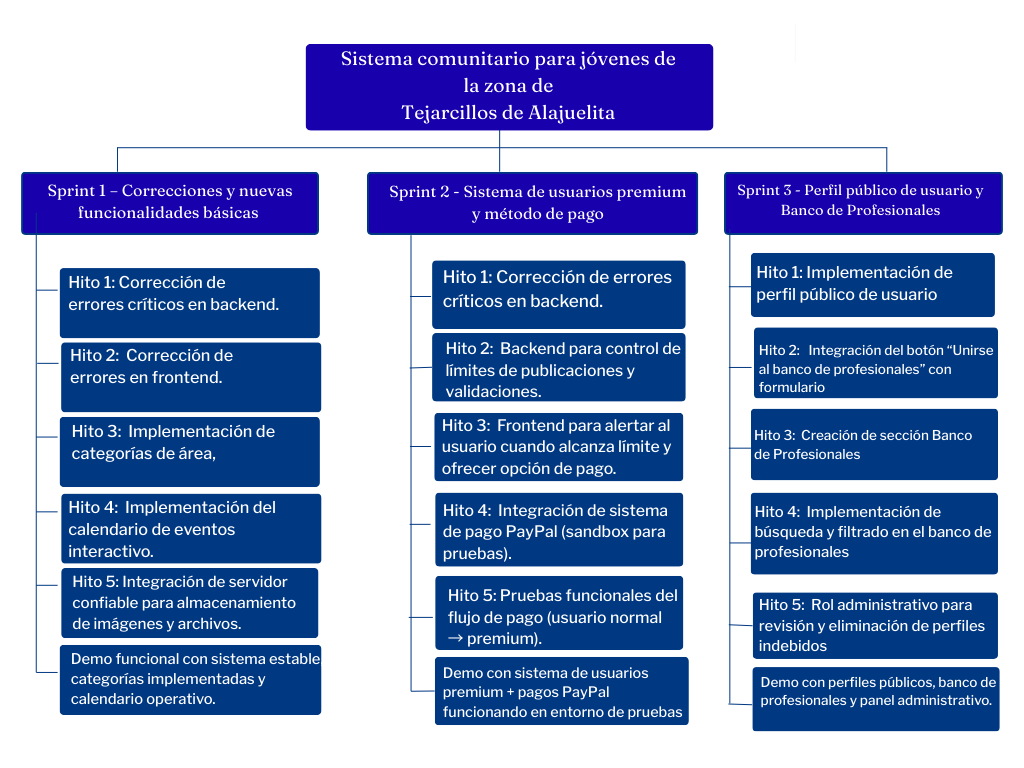 Sistema comunitario para jóvenes de
la zona de
Tejarcillos de Alajuelita
Sprint 1 – Correcciones y nuevas
funcionalidades básicas
Hito 1: Corrección de
errores críticos en backend.
Hito 2:  Corrección de
errores en frontend.
Hito 3:  Implementación de
categorías de área,
Hito 4:  Implementación del
calendario de eventos
interactivo.
Hito 5: Integración de servidor
confiable para almacenamiento
de imágenes y archivos.
Demo funcional con sistema estable
categorías implementadas y
calendario operativo.
Sprint 2 - Sistema de usuarios premium
y método de pago
Hito 1: Corrección de errores
críticos en backend.
Hito 2:  Backend para control de
límites de publicaciones y
validaciones.
Hito 3:  Frontend para alertar al
usuario cuando alcanza límite y
ofrecer opción de pago.
Hito 4:  Integración de sistema
de pago PayPal (sandbox para
pruebas).
Hito 5: Pruebas funcionales del
flujo de pago (usuario normal
→ premium).
Demo con sistema de usuarios
premium + pagos PayPal
funcionando en entorno de pruebas
Sprint 3 - Perfil público de usuario y
Banco de Profesionales
Hito 1: Implementación de
perfil público de usuario
Hito 2:   Integración del botón “Unirse
al banco de profesionales” con
formulario
Hito 3:  Creación de sección Banco
de Profesionales
Hito 4:  Implementación de
búsqueda y filtrado en el banco de
profesionales
Hito 5:  Rol administrativo para
revisión y eliminación de perfiles
indebidos
Demo con perfiles públicos, banco de
profesionales y panel administrativo.